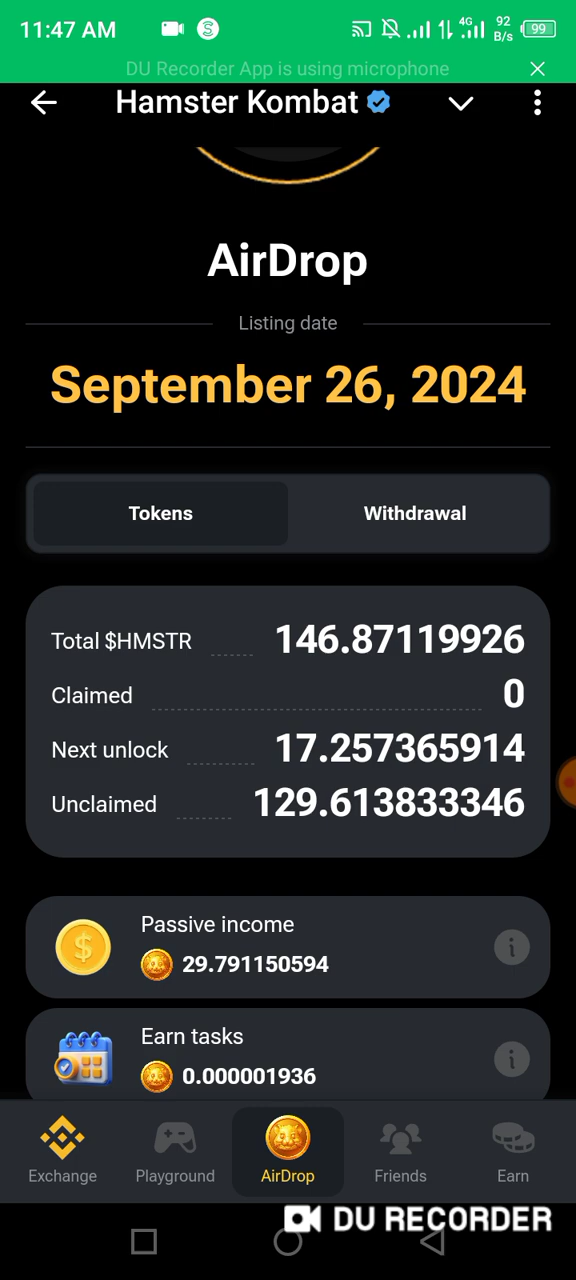 11:47 AM
S
4G
92 B/s
99
DU Recorder App is using microphone
Hamster Kombat
AirDrop
Listing date
September 26, 2024
Tokens Withdrawal
Total $HMSTR 146.87119926
Claimed 0
Next unlock 17.257365914
Unclaimed 129.613833346
Passive income
29.791150594
Earn tasks
0.000001936
Exchange Playground AirDrop Friends Earn
DU RECORDER